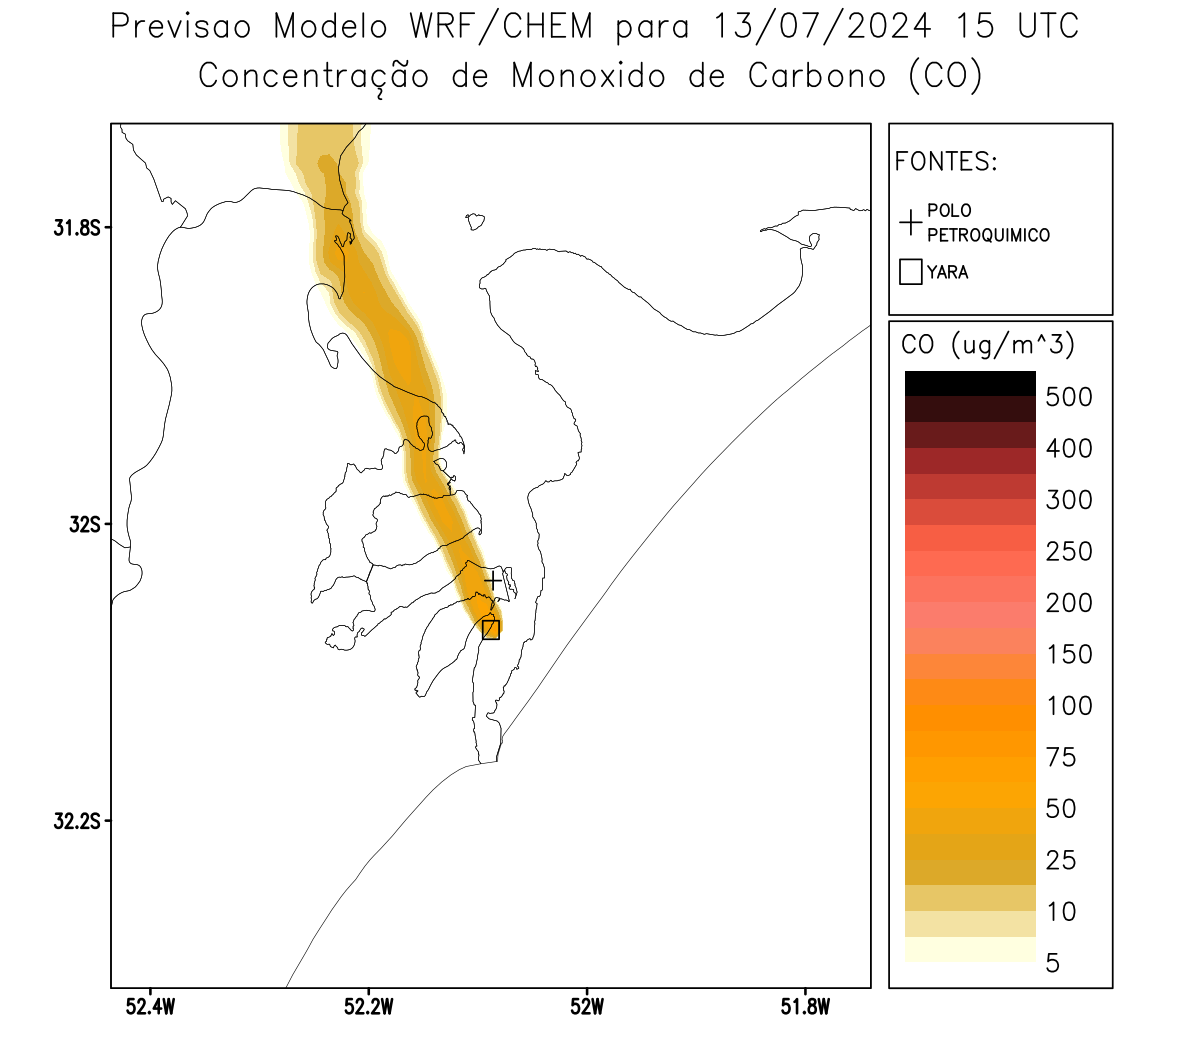 Previsao Modelo WRF/CHEM para 13/07/2024 15 UTC
Concentração de Monoxido de Carbono (CO)
FONTES:
POLO
PETROQUIMICO
YARA
CO (ug/m^3)
500
400
300
250
200
150
100
75
50
25
10
5
31.8S
32S
32.2S
52.4W
52.2W
52W
51.8W